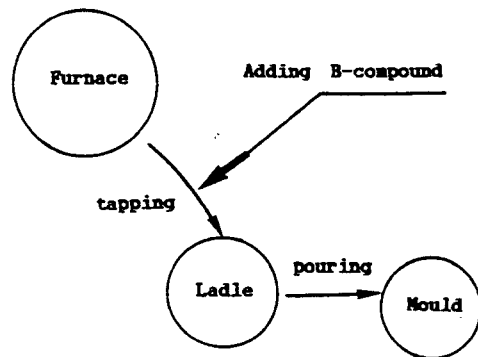 Furnace
Adding B-compound
tapping
Ladle
pouring
Mould